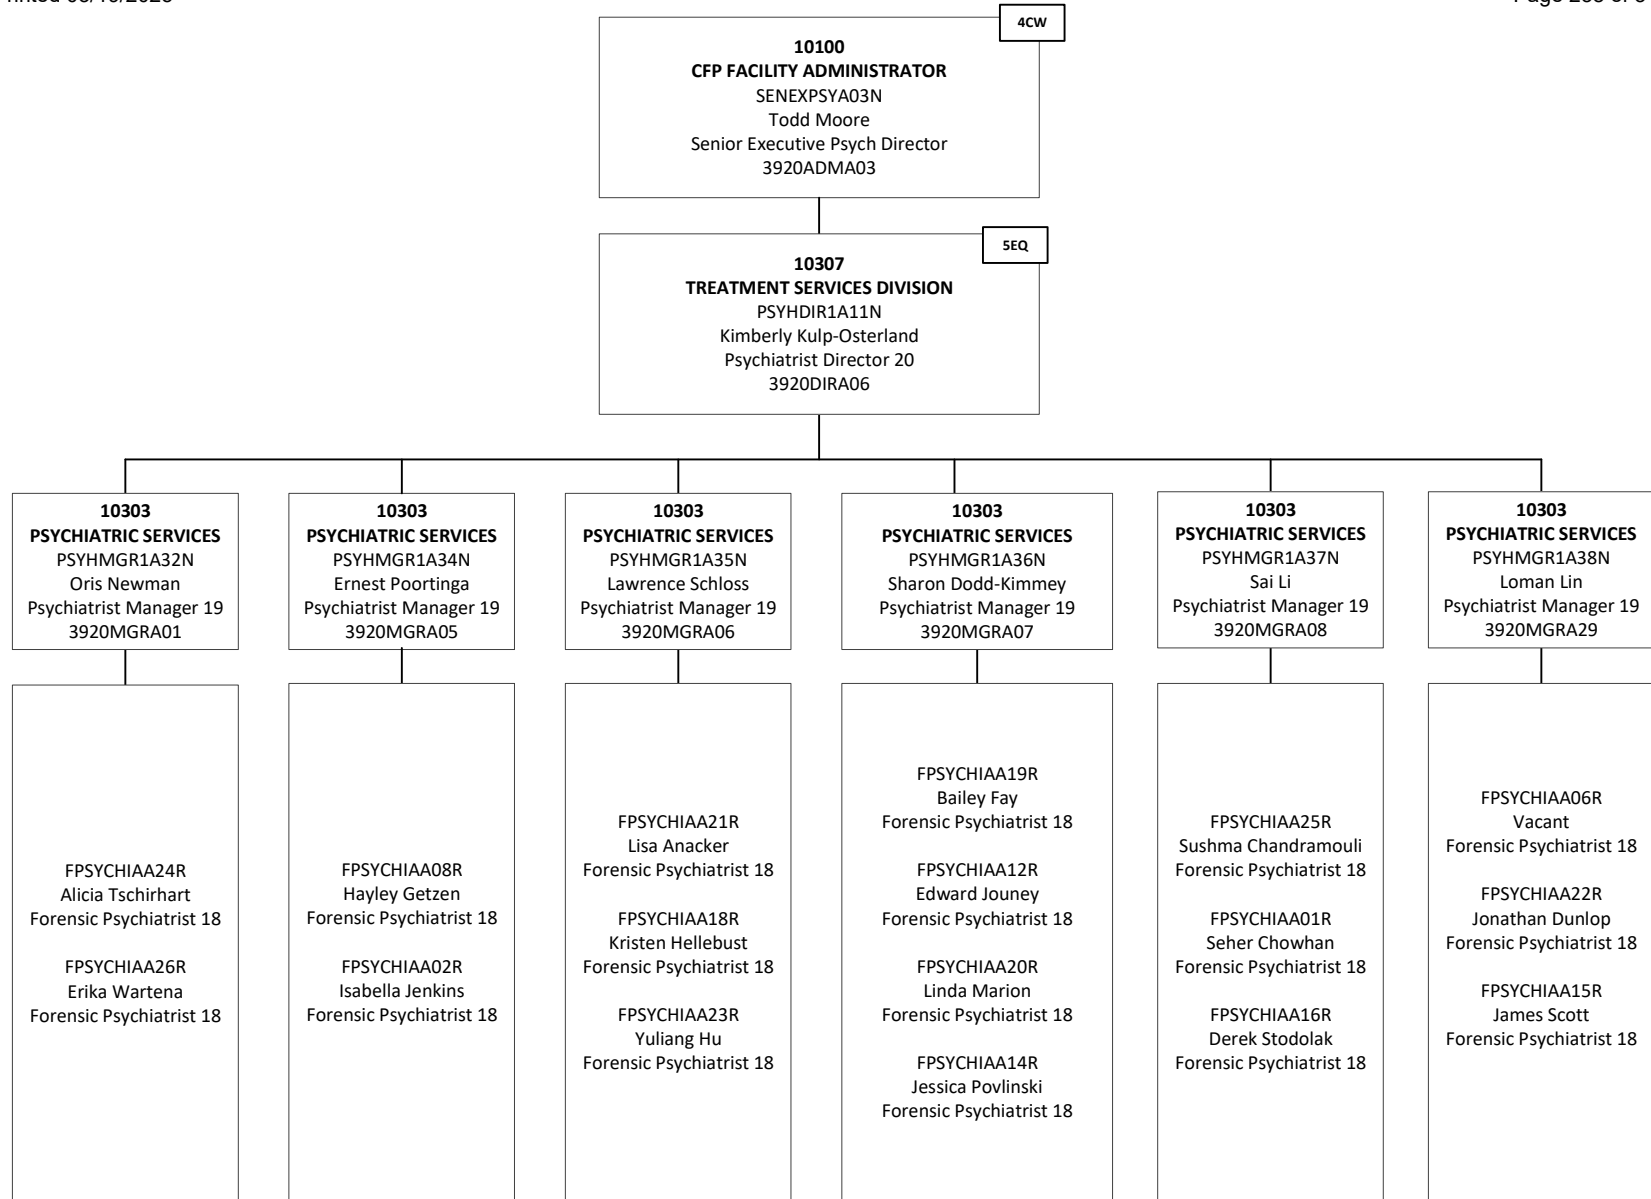 4CW
10100
CFP FACILITY ADMINISTRATOR
SENEXPSYA03N
Todd Moore
Senior Executive Psych Director
3920ADMA03
5EQ
10307
TREATMENT SERVICES DIVISION
PSYHDIR1A11N
Kimberly Kulp-Osterland
Psychiatrist Director 20
3920DIRA06
10303
PSYCHIATRIC SERVICES
PSYHMGR1A32N
Oris Newman
Psychiatrist Manager 19
3920MGRA01
10303
PSYCHIATRIC SERVICES
PSYHMGR1A34N
Ernest Poortinga
Psychiatrist Manager 19
3920MGRA05
10303
PSYCHIATRIC SERVICES
PSYHMGR1A35N
Lawrence Schloss
Psychiatrist Manager 19
3920MGRA06
10303
PSYCHIATRIC SERVICES
PSYHMGR1A36N
Sharon Dodd-Kimmey
Psychiatrist Manager 19
3920MGRA07
10303
PSYCHIATRIC SERVICES
PSYHMGR1A37N
Sai Li
Psychiatrist Manager 19
3920MGRA08
10303
PSYCHIATRIC SERVICES
PSYHMGR1A38N
Loman Lin
Psychiatrist Manager 19
3920MGRA29
FPSYCHIAA24R
Alicia Tschirhart
Forensic Psychiatrist 18
FPSYCHIAA26R
Erika Wartena
Forensic Psychiatrist 18
FPSYCHIAA08R
Hayley Getzen
Forensic Psychiatrist 18
FPSYCHIAA02R
Isabella Jenkins
Forensic Psychiatrist 18
FPSYCHIAA21R
Lisa Anacker
Forensic Psychiatrist 18
FPSYCHIAA18R
Kristen Hellebust
Forensic Psychiatrist 18
FPSYCHIAA23R
Yuliang Hu
Forensic Psychiatrist 18
FPSYCHIAA19R
Bailey Fay
Forensic Psychiatrist 18
FPSYCHIAA12R
Edward Jouney
Forensic Psychiatrist 18
FPSYCHIAA20R
Linda Marion
Forensic Psychiatrist 18
FPSYCHIAA14R
Jessica Povlinski
Forensic Psychiatrist 18
FPSYCHIAA25R
Sushma Chandramouli
Forensic Psychiatrist 18
FPSYCHIAA01R
Seher Chowhan
Forensic Psychiatrist 18
FPSYCHIAA16R
Derek Stodolak
Forensic Psychiatrist 18
FPSYCHIAA06R
Vacant
Forensic Psychiatrist 18
FPSYCHIAA22R
Jonathan Dunlop
Forensic Psychiatrist 18
FPSYCHIAA15R
James Scott
Forensic Psychiatrist 18